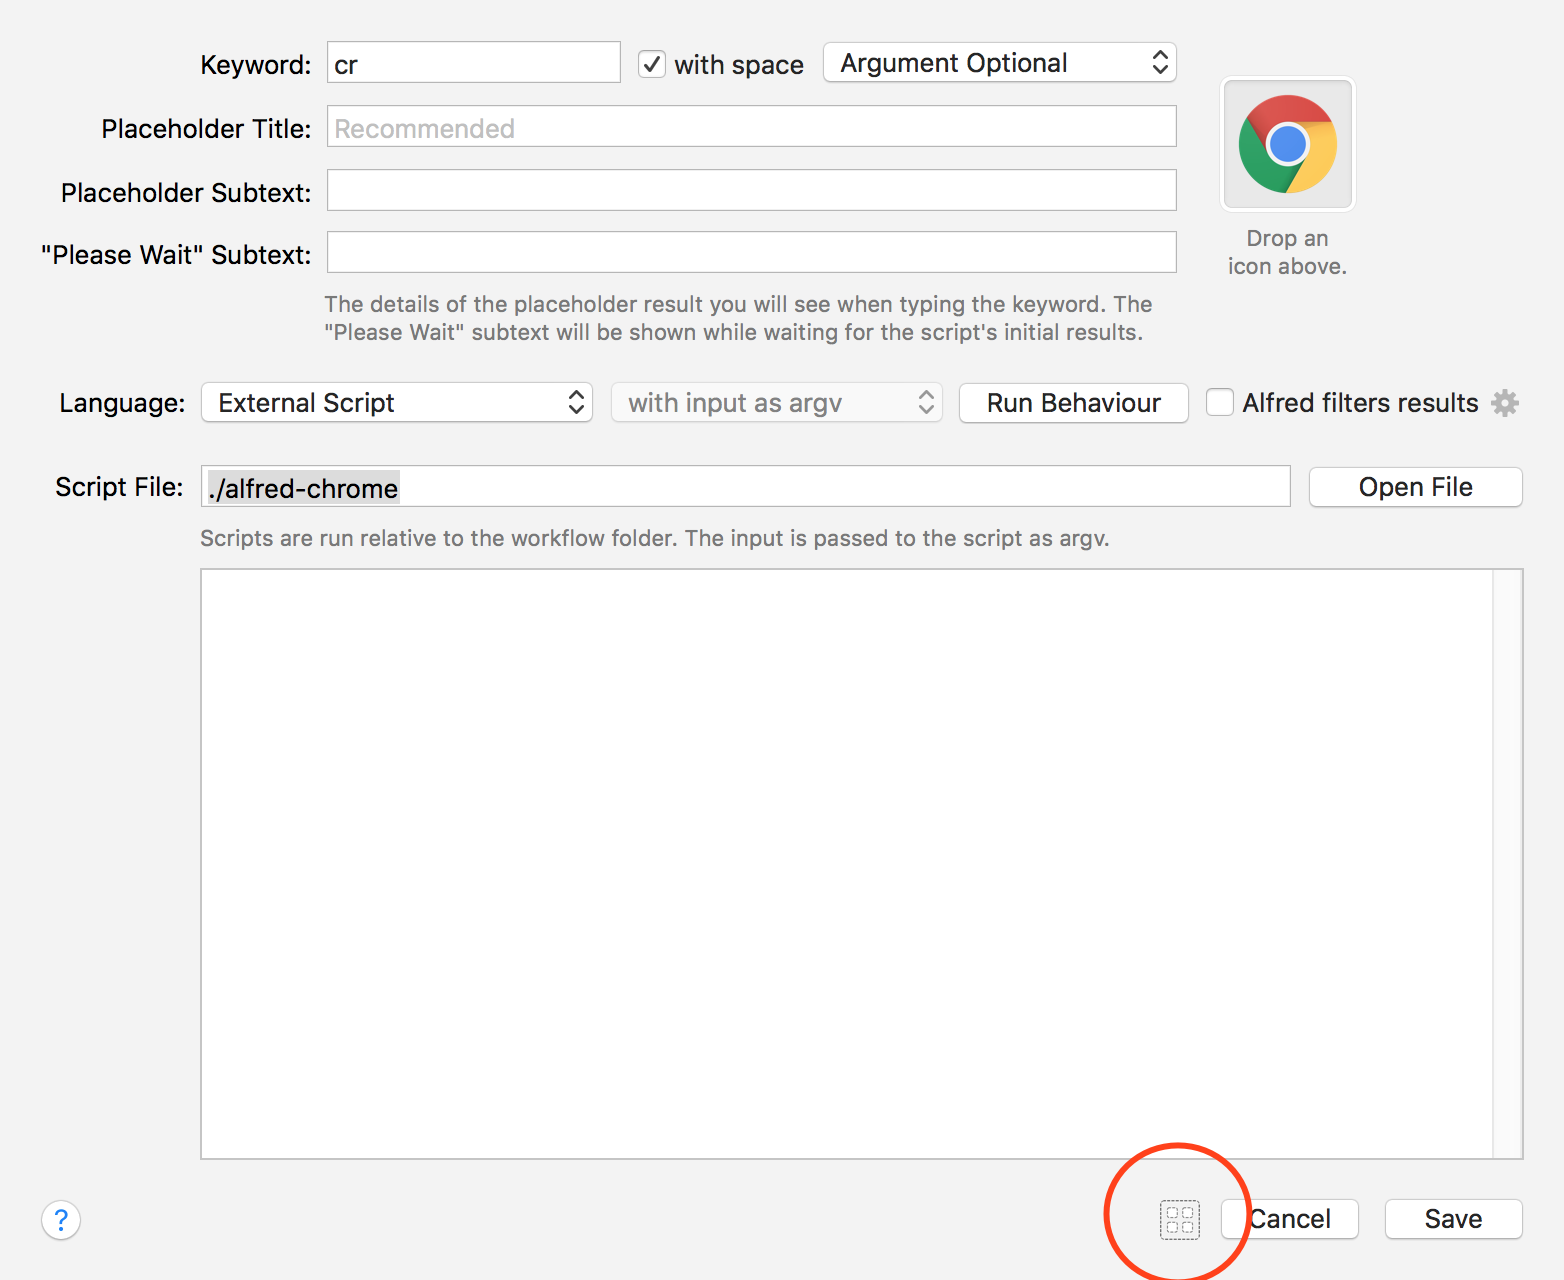 Keyword: cr with space Argument Optional
Placeholder Title: Recommended
Placeholder Subtext:
"Please Wait" Subtext:
Drop an
icon above.
The details of the placeholder result you will see when typing the keyword. The
"Please Wait" subtext will be shown while waiting for the script's initial results.
Language: External Script with input as argv Run Behaviour Alfred filters results
Script File: ./alfred-chrome Open File
Scripts are run relative to the workflow folder. The input is passed to the script as argv.
? Cancel Save